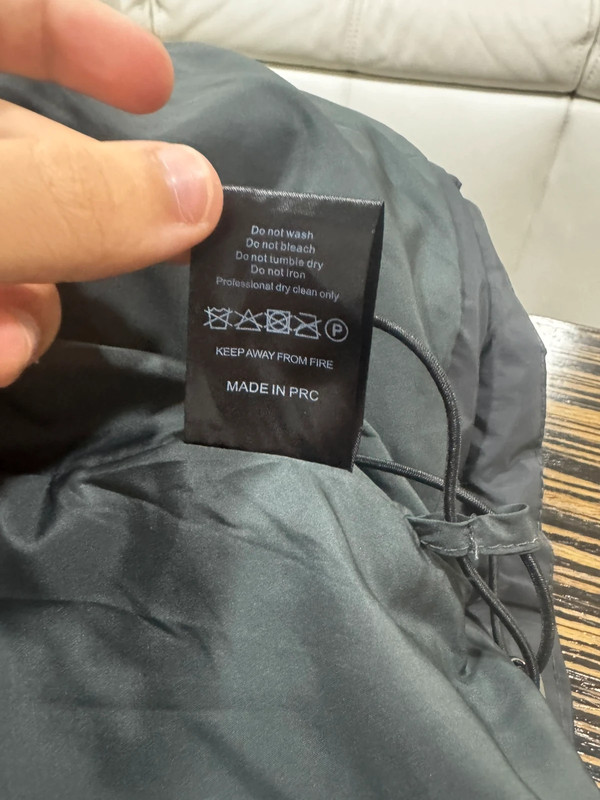 Do not wash
Do not bleach
Do not tumble dry
Do not iron
Professional dry clean only
P
KEEP AWAY FROM FIRE
MADE IN PRC